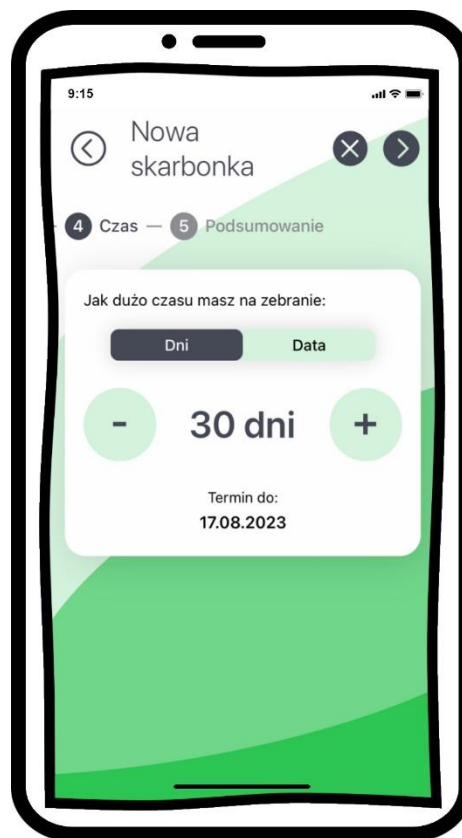 9:15
Nowa
skarbonka
4 Czas — 5 Podsumowanie
Jak dużo czasu masz na zebranie:
Dni Data
- 30 dni +
Termin do:
17.08.2023